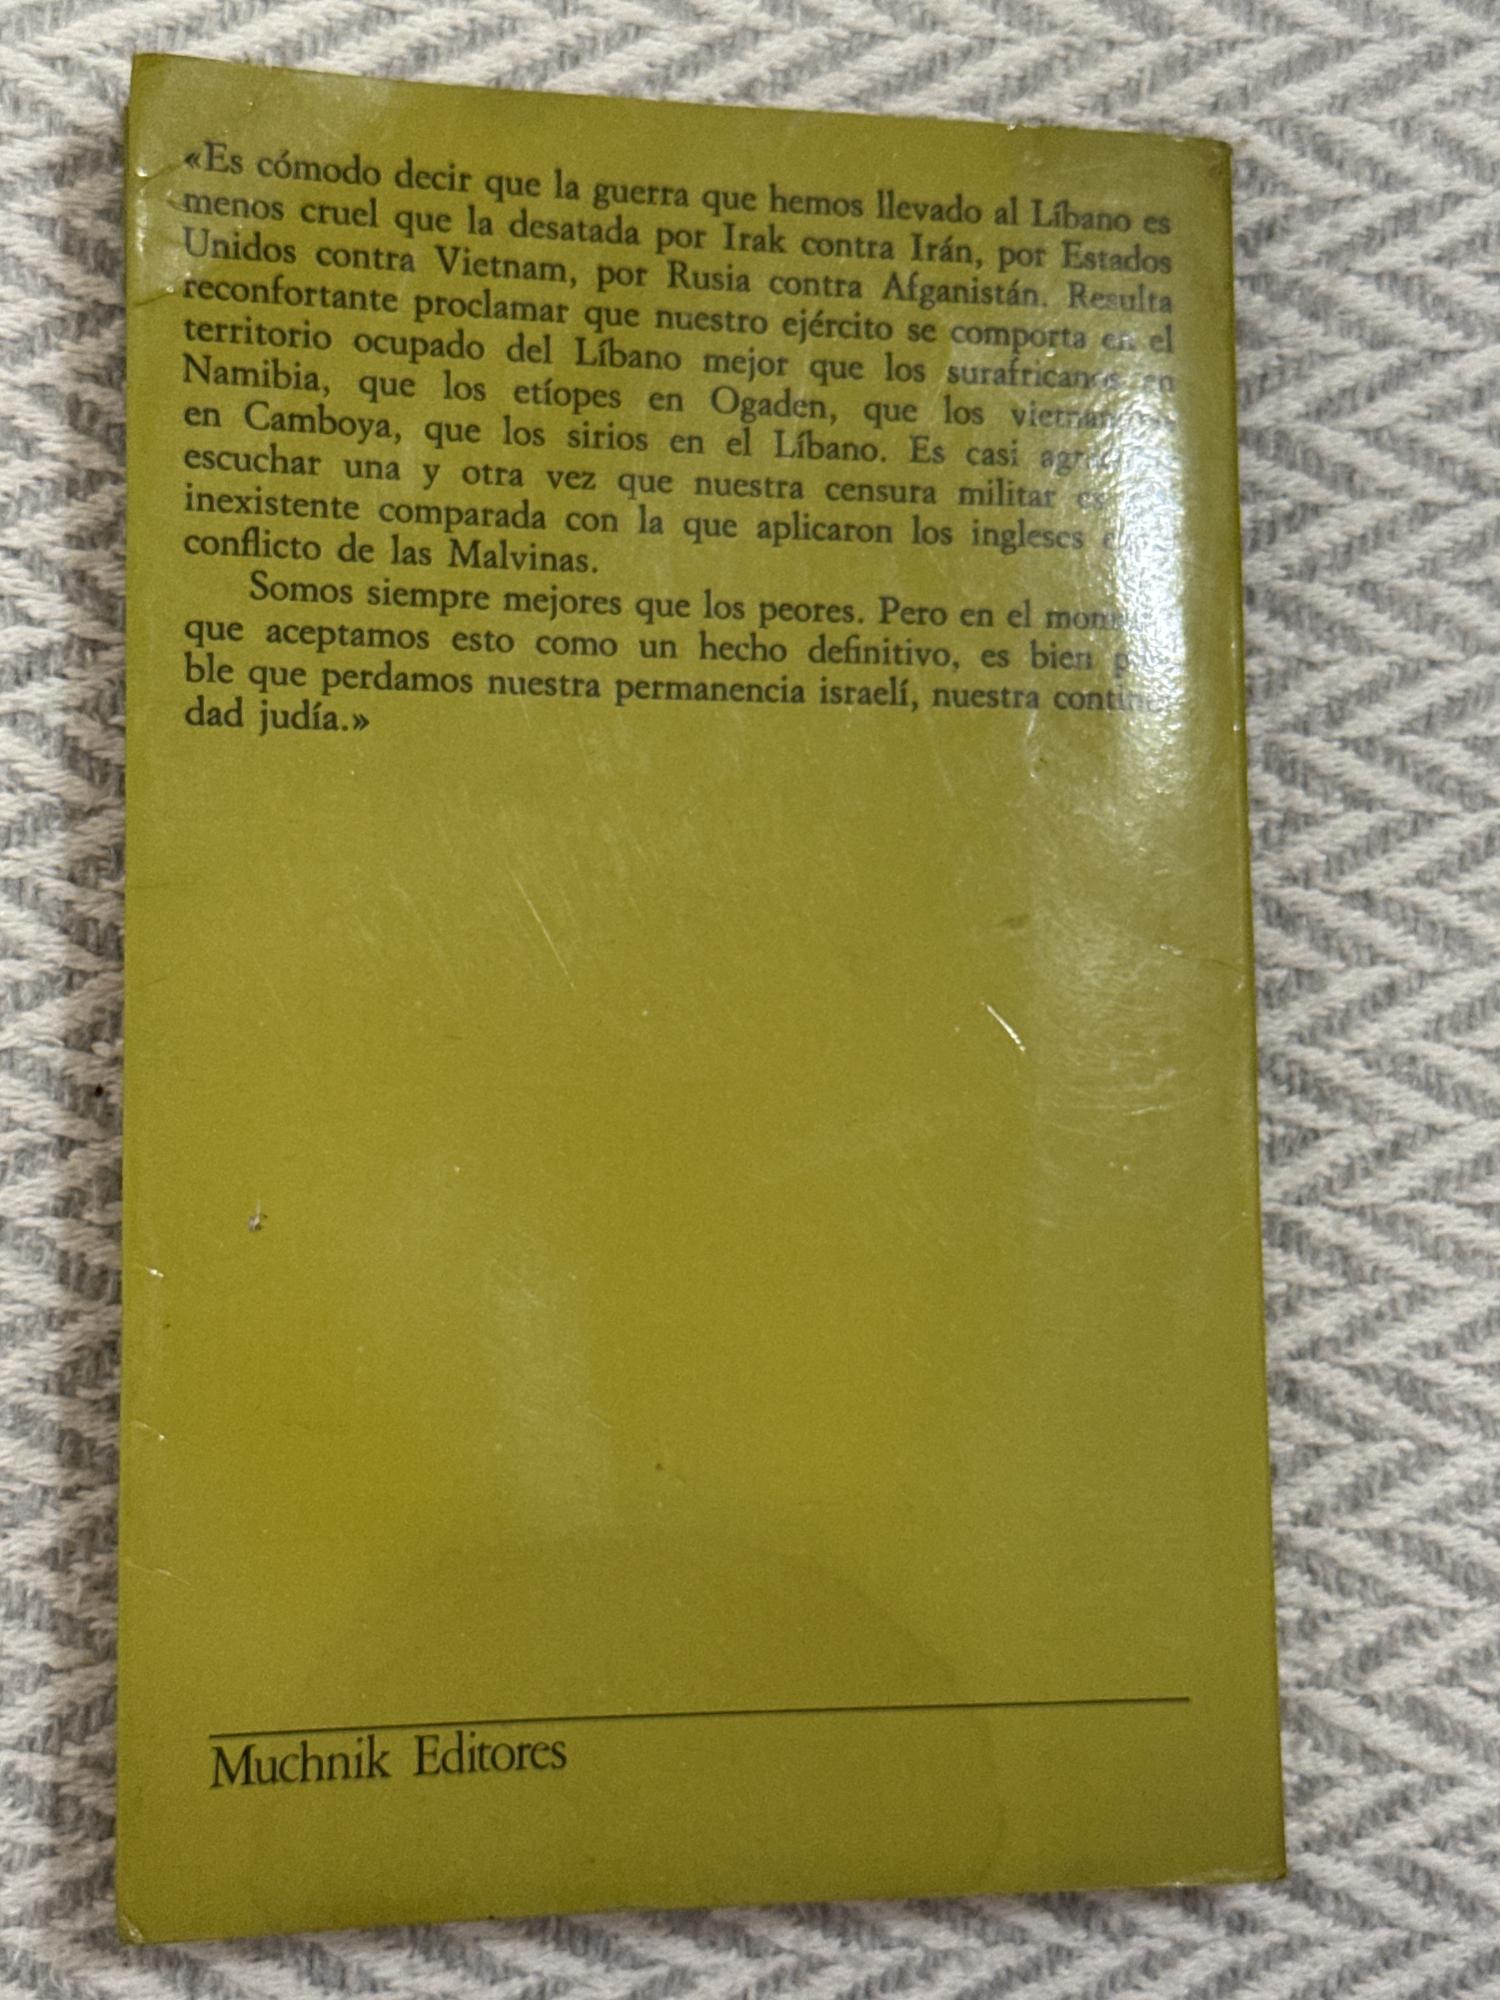 «Es cómodo decir que la guerra que hemos llevado al Líbano es
menos cruel que la desatada por Irak contra Irán, por Estados
Unidos contra Vietnam, por Rusia contra Afganistán. Resulta
reconfortante proclamar que nuestro ejército se comporta en el
territorio ocupado del Líbano mejor que los surafricanos en
Namibia, que los etíopes en Ogaden, que los
en Camboya, que los sirios en el Líbano. Es casi
escuchar una y otra vez que nuestra censura militar es
inexistente comparada con la que aplicaron los ingleses
conflicto de las Malvinas.
Somos siempre mejores que los peores. Pero en el
que aceptamos esto como un hecho definitivo, es bien
ble que perdamos nuestra permanencia israelí, nuestra
dad judía.»
Muchnik Editores